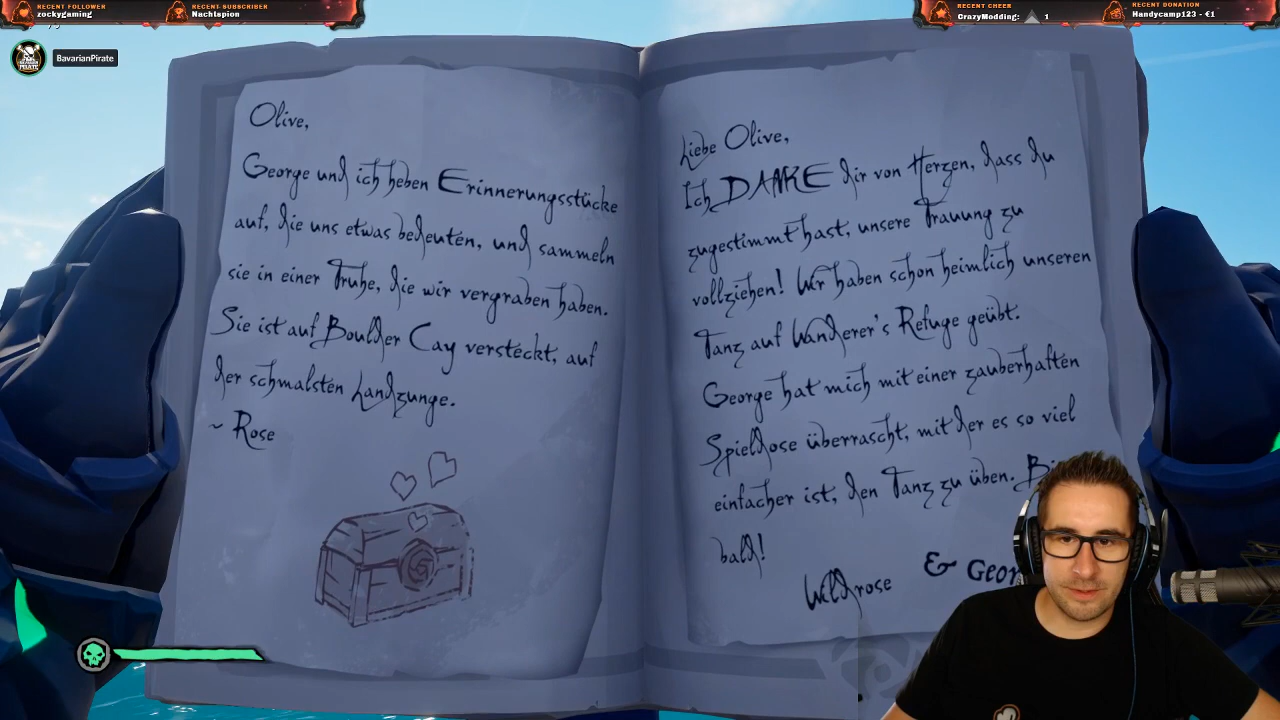 RECENT FOLLOWER
zockygaming
RECENT SUBSCRIBER
Nachtspion
RECENT CHEER
CrazyModding: 1
RECENT DONATION
Handycamp123 - €1
BavarianPirate
Olive,
George und ich heben Erinnerungsstücke
auf, die uns etwas bedeuten, und sammeln
sie in einer Truhe, die wir vergraben haben.
Sie ist auf Boulder Cay versteckt, auf
der schmalsten Landzunge.
~ Rose
Liebe Olive,
Ich DANKE dir von Herzen, dass du
zugestimmt hast, unsere Trauung zu
vollziehen! Wir haben schon heimlich unseren
Tanz auf Wanderer's Refuge geübt.
George hat mich mit einer zauberhaften
Spieldose überrascht, mit der es so viel
einfacher ist, den Tanz zu üben.
bald!
Wildrose
&